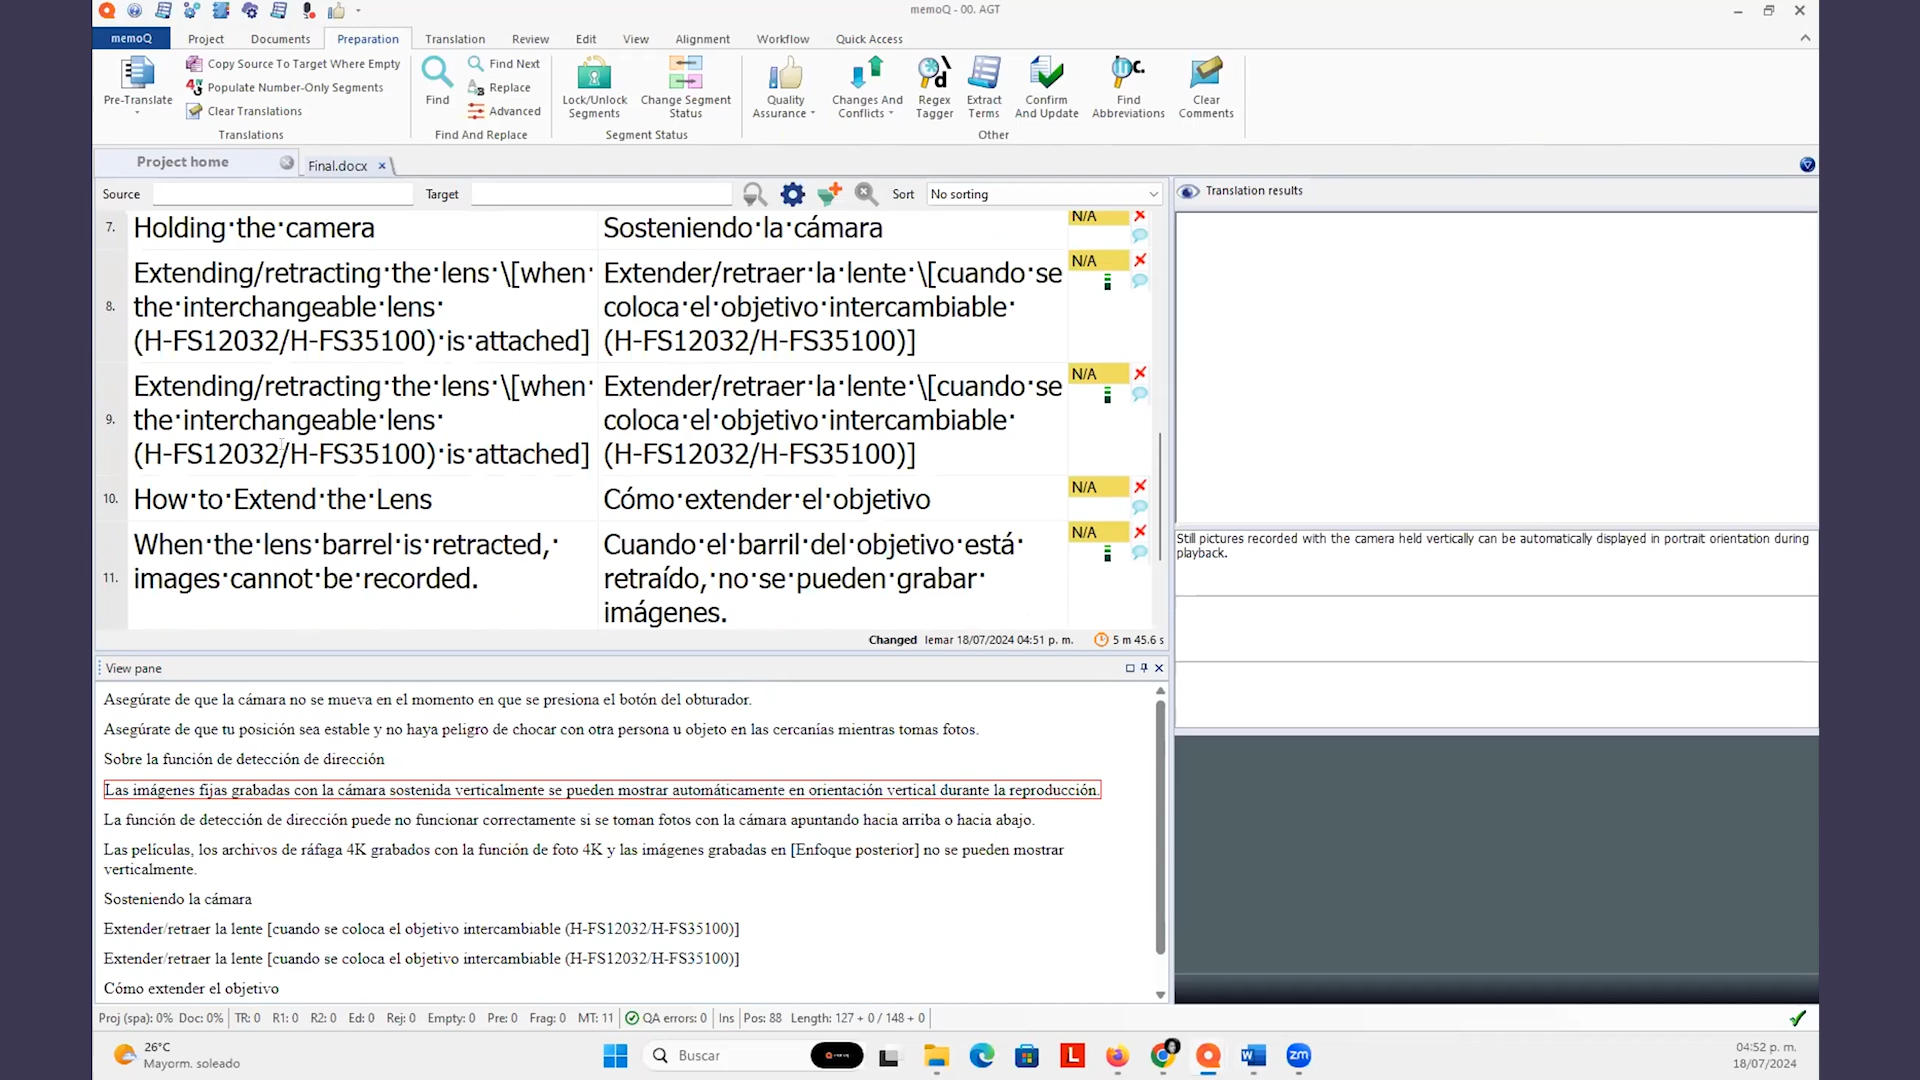 memoQ - 00. AGT
memoQ
Project
Documents
Preparation
Translation
Review
Edit
View
Alignment
Workflow
Quick Access
Pre-Translate
Copy Source To Target Where Empty
Populate Number-Only Segments
Clear Translations
Translations
Find
Find Next
Replace
Advanced
Find And Replace
Lock/Unlock
Segments
Change Segment
Status
Segment Status
Quality
Assurance
Changes And
Conflicts
Regex
Tagger
Extract
Terms
Confirm
And Update
Find
Abbreviations
Clear
Comments
Other
Project home
Final.docx
Source
Target
Sort
No sorting
Translation results
7.
Holding·the·camera
Sosteniendo·la·cámara
N/A
8.
Extending/retracting·the·lens·\[when·
the·interchangeable·lens·
(H-FS12032/H-FS35100)·is·attached]
Extender/retraer·la·lente·\[cuando·se
coloca·el·objetivo·intercambiable·
(H-FS12032/H-FS35100)]
N/A
9.
Extending/retracting·the·lens·\[when·
the·interchangeable·lens·
(H-FS12032/H-FS35100)·is·attached]
Extender/retraer·la·lente·\[cuando·se
coloca·el·objetivo·intercambiable·
(H-FS12032/H-FS35100)]
N/A
10.
How·to·Extend·the·Lens
Cómo·extender·el·objetivo
N/A
11.
When·the·lens·barrel·is·retracted,·
images·cannot·be·recorded.
Cuando·el·barril·del·objetivo·está·
retraído,·no·se·pueden·grabar·
imágenes.
N/A
Still pictures recorded with the camera held vertically can be automatically displayed in portrait orientation during
playback.
Changed lemar 18/07/2024 04:51 p. m.
5 m 45.6 s
View pane
Asegúrate de que la cámara no se mueva en el momento en que se presiona el botón del obturador.
Asegúrate de que tu posición sea estable y no haya peligro de chocar con otra persona u objeto en las cercanías mientras tomas fotos.
Sobre la función de detección de dirección
Las imágenes fijas grabadas con la cámara sostenida verticalmente se pueden mostrar automáticamente en orientación vertical durante la reproducción.
La función de detección de dirección puede no funcionar correctamente si se toman fotos con la cámara apuntando hacia arriba o hacia abajo.
Las películas, los archivos de ráfaga 4K grabados con la función de foto 4K y las imágenes grabadas en [Enfoque posterior] no se pueden mostrar
verticalmente.
Sosteniendo la cámara
Extender/retraer la lente [cuando se coloca el objetivo intercambiable (H-FS12032/H-FS35100)]
Extender/retraer la lente [cuando se coloca el objetivo intercambiable (H-FS12032/H-FS35100)]
Cómo extender el objetivo
Proj (spa): 0% Doc: 0% TR: 0 R1: 0 R2: 0 Ed: 0 Rej: 0 Empty: 0 Pre: 0 Frag: 0 MT: 11 QA errors: 0 Ins Pos: 88 Length: 127 + 0 / 148 + 0
26°C
Mayorm. soleado
Buscar
L
W
zm
04:52 p. m.
18/07/2024